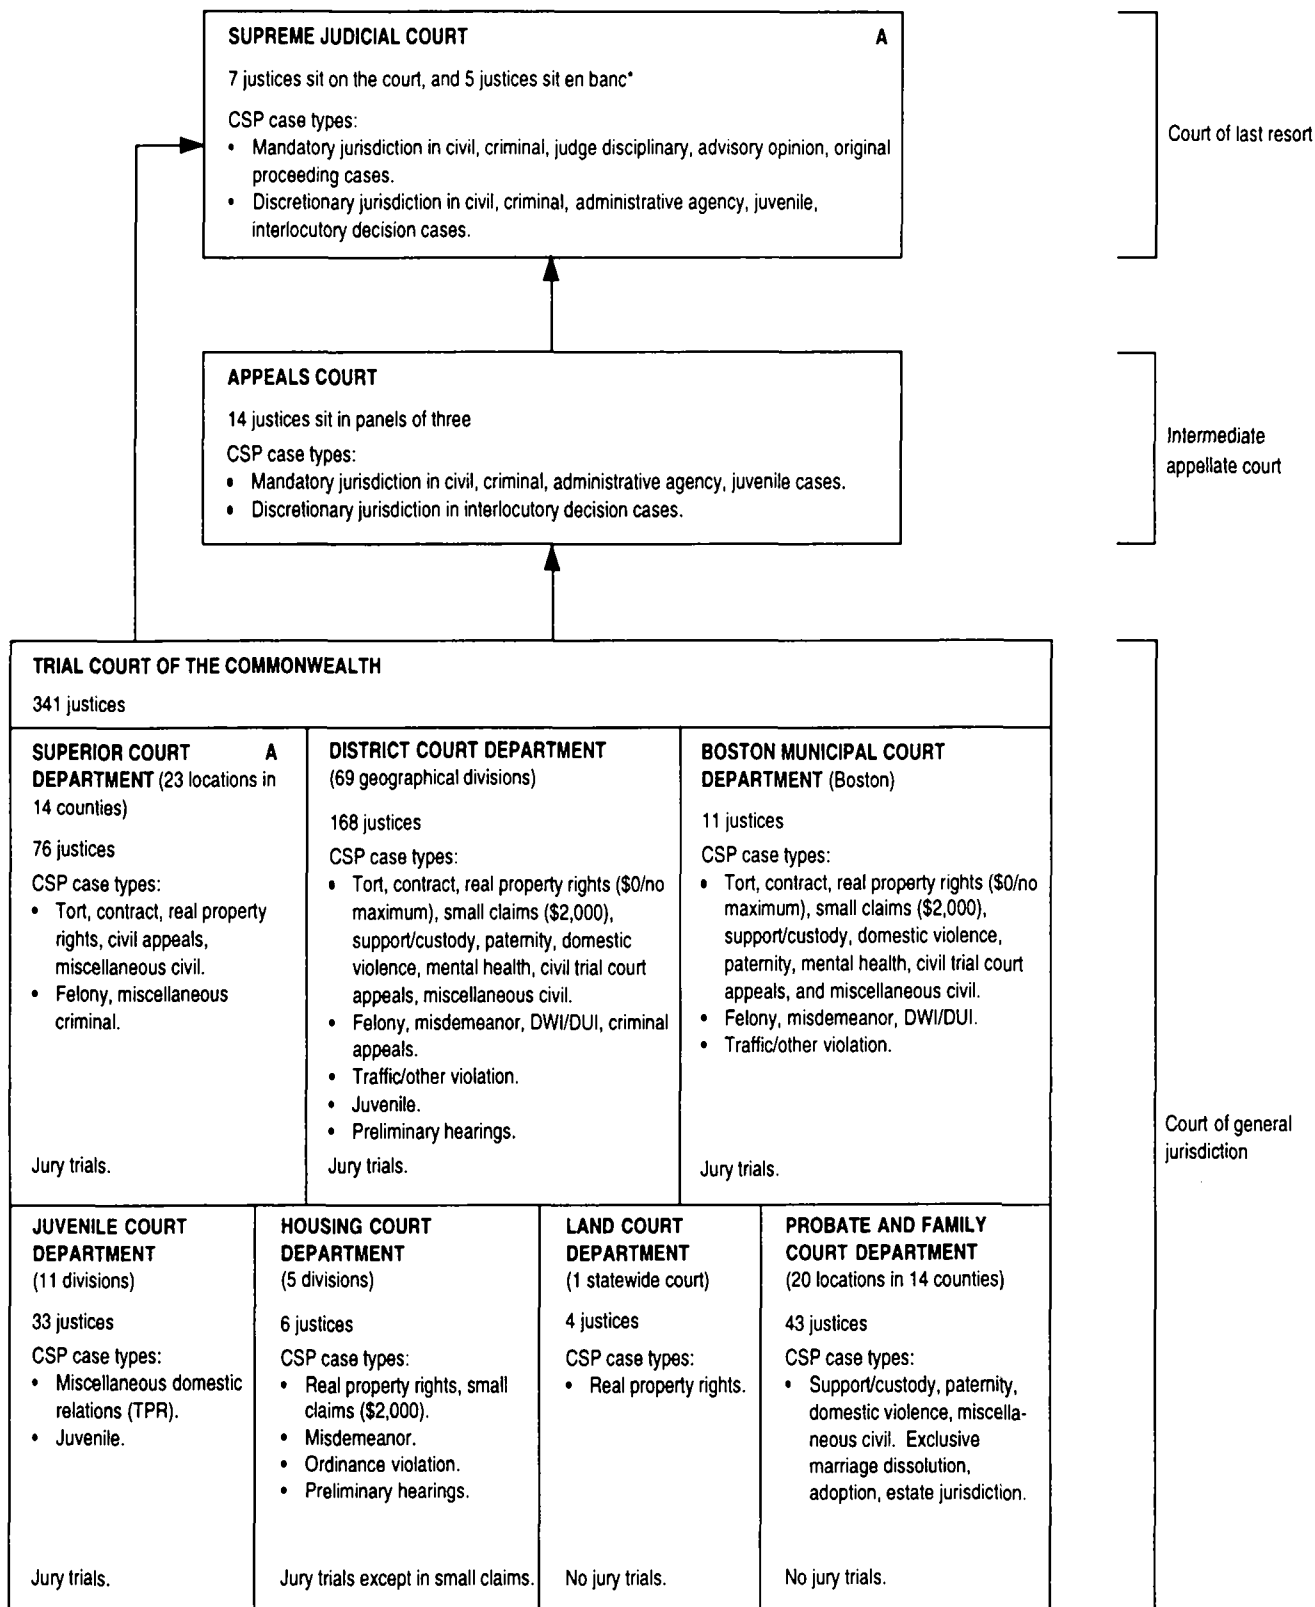 SUPREME JUDICIAL COURT A
7 justices sit on the court, and 5 justices sit en banc*
CSP case types:
• Mandatory jurisdiction in civil, criminal, judge disciplinary, advisory opinion, original
proceeding cases.
• Discretionary jurisdiction in civil, criminal, administrative agency, juvenile,
interlocutory decision cases.
Court of last resort
APPEALS COURT
14 justices sit in panels of three
CSP case types:
• Mandatory jurisdiction in civil, criminal, administrative agency, juvenile cases.
• Discretionary jurisdiction in interlocutory decision cases.
Intermediate
appellate court
TRIAL COURT OF THE COMMONWEALTH
341 justices
SUPERIOR COURT A
DEPARTMENT (23 locations in
14 counties)
76 justices
CSP case types:
• Tort, contract, real property
rights, civil appeals,
miscellaneous civil.
• Felony, miscellaneous
criminal.
Jury trials.
DISTRICT COURT DEPARTMENT
(69 geographical divisions)
168 justices
CSP case types:
• Tort, contract, real property rights ($0/no
maximum), small claims ($2,000),
support/custody, paternity, domestic
violence, mental health, civil trial court
appeals, miscellaneous civil.
• Felony, misdemeanor, DWI/DUI, criminal
appeals.
• Traffic/other violation.
• Juvenile.
• Preliminary hearings.
Jury trials.
BOSTON MUNICIPAL COURT
DEPARTMENT (Boston)
11 justices
CSP case types:
• Tort, contract, real property rights ($0/no
maximum), small claims ($2,000),
support/custody, domestic violence,
paternity, mental health, civil trial court
appeals, and miscellaneous civil.
• Felony, misdemeanor, DWI/DUI.
• Traffic/other violation.
Jury trials.
Court of general
jurisdiction
JUVENILE COURT
DEPARTMENT
(11 divisions)
33 justices
CSP case types:
• Miscellaneous domestic
relations (TPR).
• Juvenile.
Jury trials.
HOUSING COURT
DEPARTMENT
(5 divisions)
6 justices
CSP case types:
• Real property rights, small
claims ($2,000).
• Misdemeanor.
• Ordinance violation.
• Preliminary hearings.
Jury trials except in small claims.
LAND COURT
DEPARTMENT
(1 statewide court)
4 justices
CSP case types:
• Real property rights.
No jury trials.
PROBATE AND FAMILY
COURT DEPARTMENT
(20 locations in 14 counties)
43 justices
CSP case types:
• Support/custody, paternity,
domestic violence, miscella-
neous civil. Exclusive
marriage dissolution,
adoption, estate jurisdiction.
No jury trials.